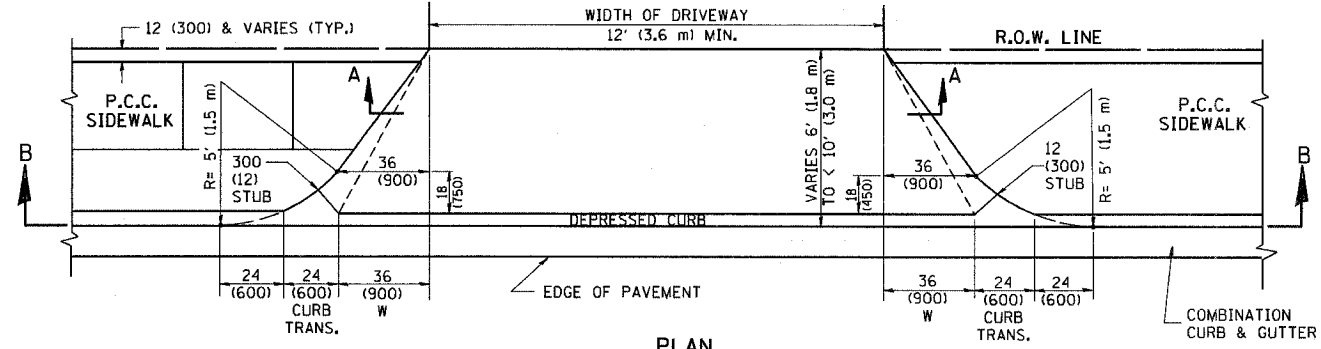 12 (300) & VARIES (TYP.)
WIDTH OF DRIVEWAY
12' (3.6 m) MIN.
R.O.W. LINE
A
A
P.C.C.
SIDEWALK
R= 5' (1.5 m)
VARIES 6' (1.8 m)
TO < 10' (3.0 m)
R= 5' (1.5 m)
P.C.C.
SIDEWALK
B
B
300
(12)
STUB
36
(900)
18
(750)
36
(900)
18
(450)
12
(300)
STUB
DEPRESSED CURB
24
(600)
24
(600)
CURB
TRANS.
36
(900)
W
EDGE OF PAVEMENT
36
(900)
W
24
(600)
CURB
TRANS.
24
(600)
COMBINATION
CURB & GUTTER
PLAN